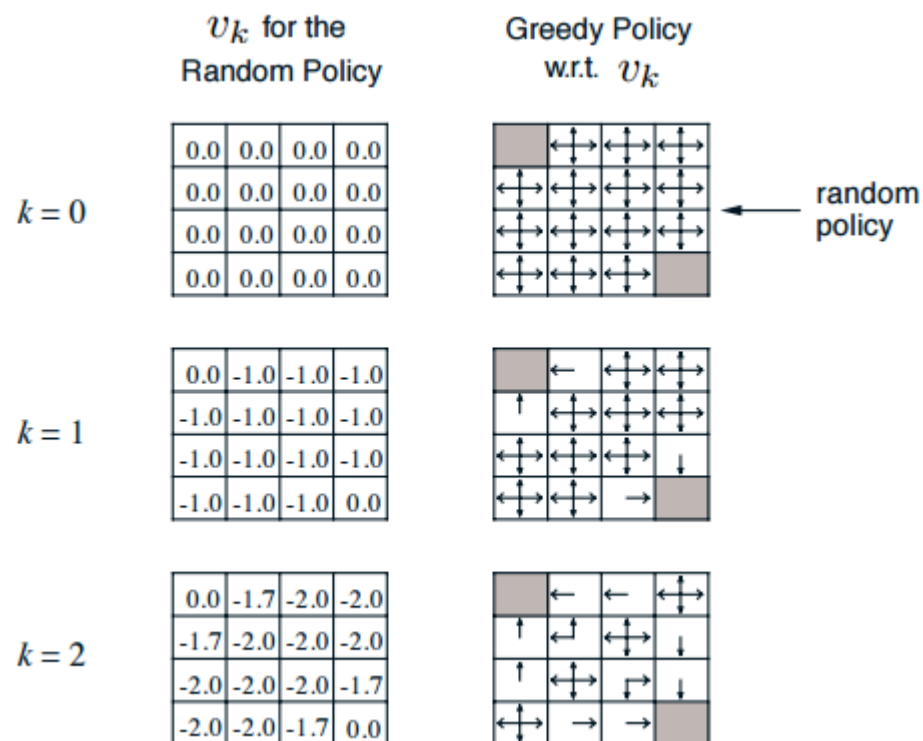 v_k for the
Random Policy
Greedy Policy
w.r.t. v_k
k = 0
0.0 0.0 0.0 0.0
0.0 0.0 0.0 0.0
0.0 0.0 0.0 0.0
0.0 0.0 0.0 0.0
random
policy
k = 1
0.0 -1.0 -1.0 -1.0
-1.0 -1.0 -1.0 -1.0
-1.0 -1.0 -1.0 -1.0
-1.0 -1.0 -1.0 0.0
k = 2
0.0 -1.7 -2.0 -2.0
-1.7 -2.0 -2.0 -2.0
-2.0 -2.0 -2.0 -1.7
-2.0 -2.0 -1.7 0.0